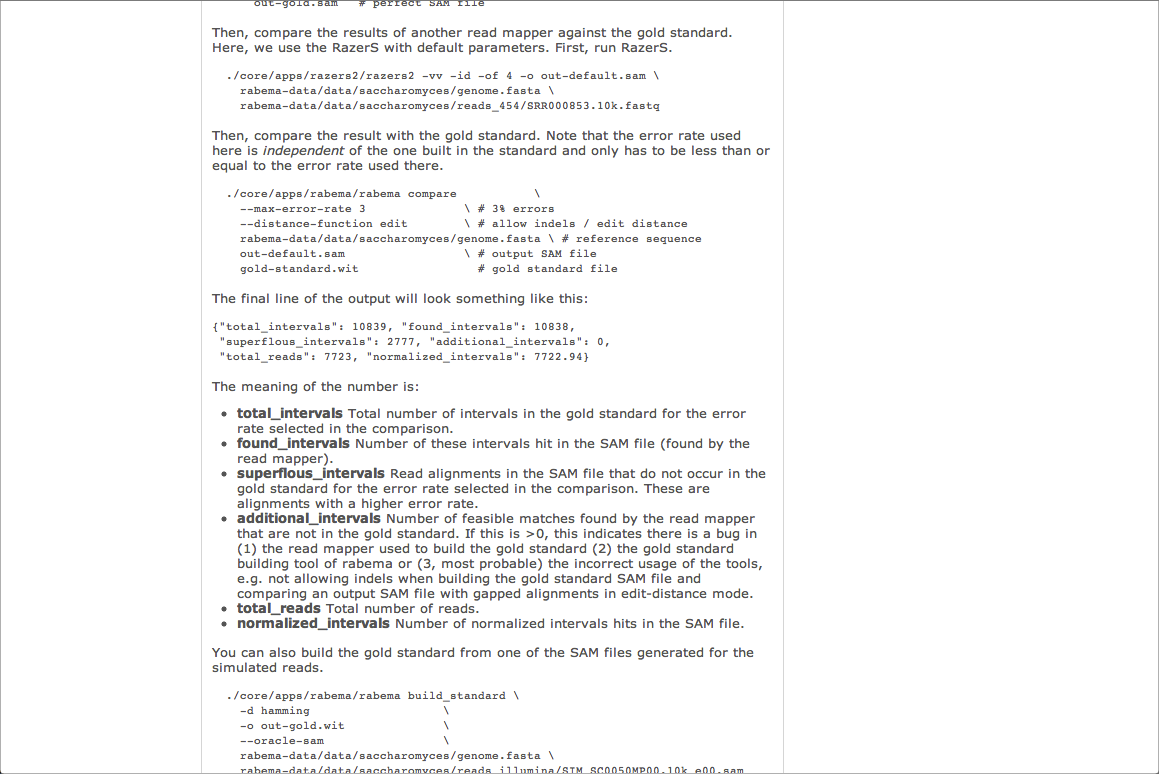 out-gold.sam   # perfect SAM file
Then, compare the results of another read mapper against the gold standard.
Here, we use the RazerS with default parameters. First, run RazerS.
./core/apps/razers2/razers2 -vv -id -of 4 -o out-default.sam \
rabema-data/data/saccharomyces/genome.fasta \
rabema-data/data/saccharomyces/reads_454/SRR000853.10k.fastq
Then, compare the result with the gold standard. Note that the error rate used
here is independent of the one built in the standard and only has to be less than or
equal to the error rate used there.
./core/apps/rabema/rabema compare           \
--max-error-rate 3              \ # 3% errors
--distance-function edit        \ # allow indels / edit distance
rabema-data/data/saccharomyces/genome.fasta \ # reference sequence
out-default.sam                 \ # output SAM file
gold-standard.wit                 # gold standard file
The final line of the output will look something like this:
{"total_intervals": 10839, "found_intervals": 10838,
"superflous_intervals": 2777, "additional_intervals": 0,
"total_reads": 7723, "normalized_intervals": 7722.94}
The meaning of the number is:
• total_intervals Total number of intervals in the gold standard for the error
rate selected in the comparison.
• found_intervals Number of these intervals hit in the SAM file (found by the
read mapper).
• superflous_intervals Read alignments in the SAM file that do not occur in the
gold standard for the error rate selected in the comparison. These are
alignments with a higher error rate.
• additional_intervals Number of feasible matches found by the read mapper
that are not in the gold standard. If this is >0, this indicates there is a bug in
(1) the read mapper used to build the gold standard (2) the gold standard
building tool of rabema or (3, most probable) the incorrect usage of the tools,
e.g. not allowing indels when building the gold standard SAM file and
comparing an output SAM file with gapped alignments in edit-distance mode.
• total_reads Total number of reads.
• normalized_intervals Number of normalized intervals hits in the SAM file.
You can also build the gold standard from one of the SAM files generated for the
simulated reads.
./core/apps/rabema/rabema build_standard \
-d hamming                   \
-o out-gold.wit              \
--oracle-sam                 \
rabema-data/data/saccharomyces/genome.fasta \
rabema-data/data/saccharomyces/reads_illumina/SIM_SC0050MP00.10k_e00.sam